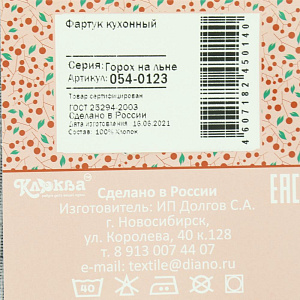 Фартук кухонный
Серия: Горох на льне
Артикул: 054-0123
Товар сертифицирован
ГОСТ 25294-2003
Сделано в России
Дата изготовления 16.06.2021
Состав: 100% Хлопок
4607182450140
Клюква
Сделано в России
Изготовитель: ИП Долгов С.А.
г. Новосибирск,
ул. Королева, 40 к.128
т. 8 913 007 44 07
e-mail: textile@diano.ru
EAC
40